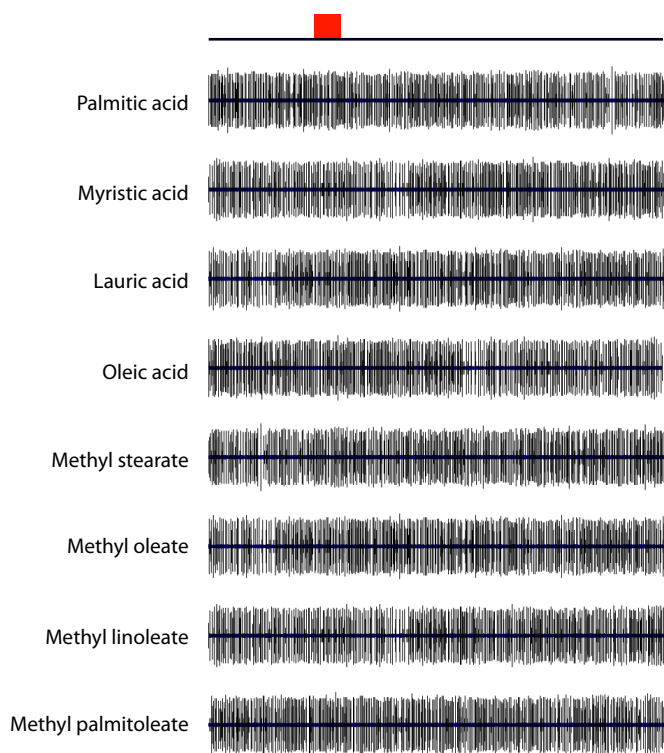 Palmitic acid
Myristic acid
Lauric acid
Oleic acid
Methyl stearate
Methyl oleate
Methyl linoleate
Methyl palmitoleate